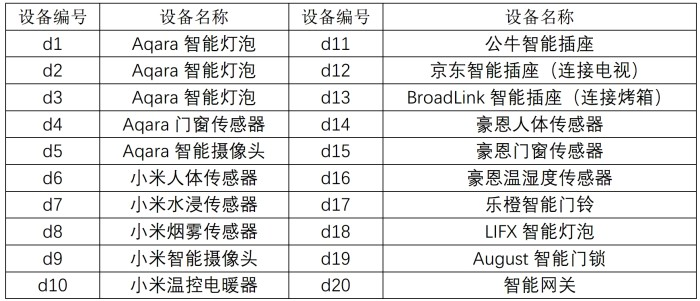 设备编号 设备名称 设备编号 设备名称
d1 Aqara 智能灯泡 d11 公牛智能插座
d2 Aqara 智能灯泡 d12 京东智能插座（连接电视）
d3 Aqara 智能灯泡 d13 BroadLink 智能插座（连接烤箱）
d4 Aqara 门窗传感器 d14 豪恩人体传感器
d5 Aqara 智能摄像头 d15 豪恩门窗传感器
d6 小米人体传感器 d16 豪恩温湿度传感器
d7 小米水浸传感器 d17 乐橙智能门铃
d8 小米烟雾传感器 d18 LIFX 智能灯泡
d9 小米智能摄像头 d19 August 智能门锁
d10 小米温控电暖器 d20 智能网关